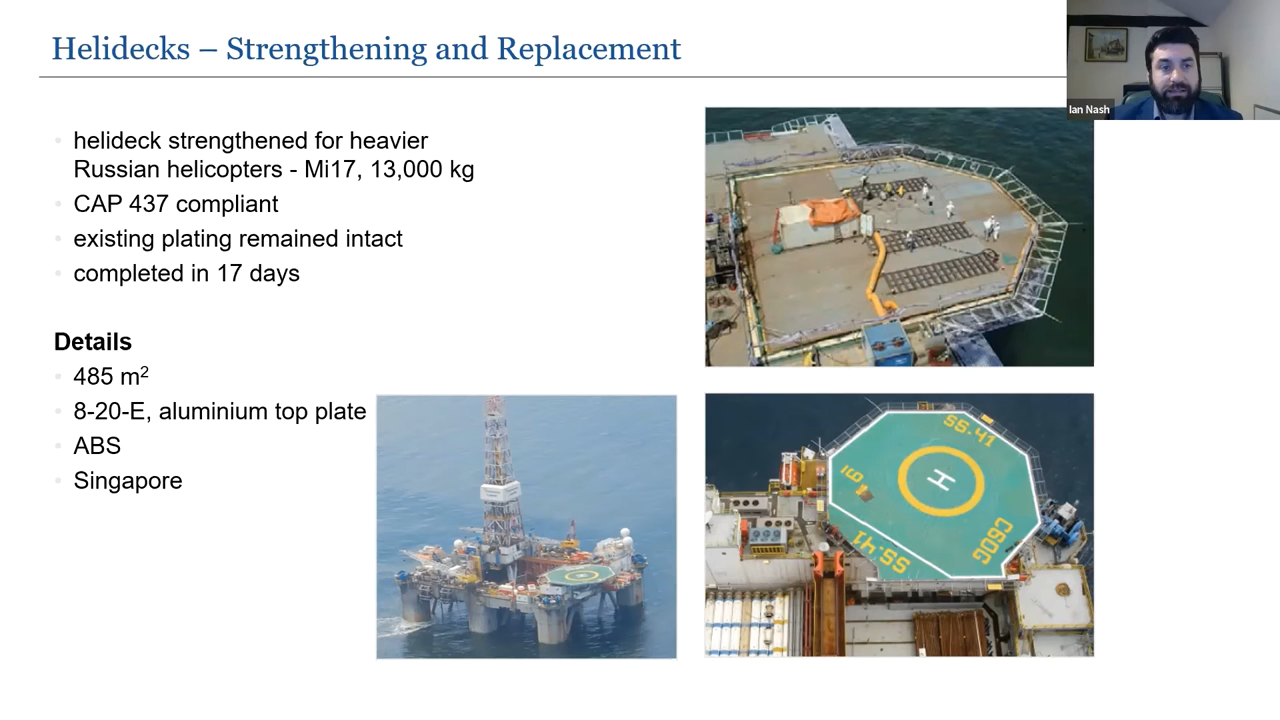 Helidecks – Strengthening and Replacement
Ian Nash
helideck strengthened for heavier
Russian helicopters - Mi17, 13,000 kg
CAP 437 compliant
existing plating remained intact
completed in 17 days
Details
485 m²
8-20-E, aluminium top plate
ABS
Singapore
SS.41
H
COSG
SS.41